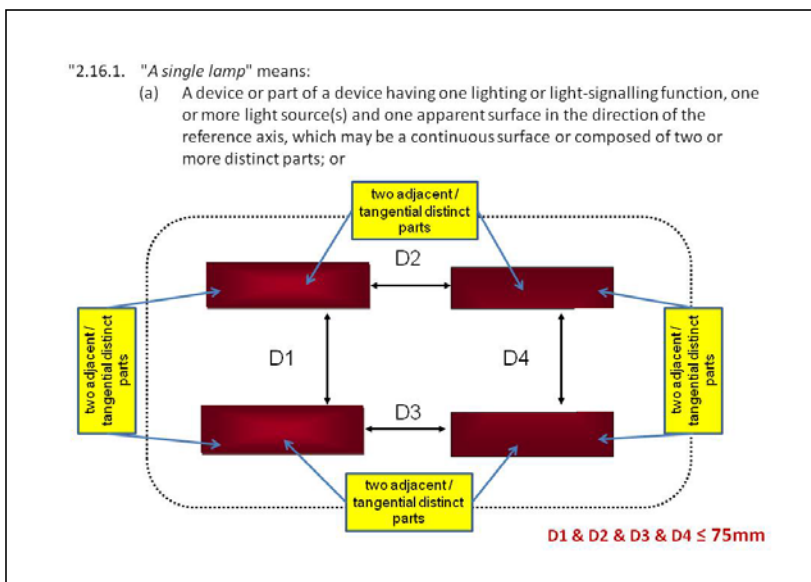 "2.16.1. "A single lamp" means:
(a) A device or part of a device having one lighting or light-signalling function, one
or more light source(s) and one apparent surface in the direction of the
reference axis, which may be a continuous surface or composed of two or
more distinct parts; or
two adjacent /
tangential distinct
parts
D2
two adjacent /
tangential distinct
parts
D1
D4
two adjacent /
tangential distinct
parts
D3
two adjacent /
tangential distinct
parts
D1 & D2 & D3 & D4 ≤ 75mm